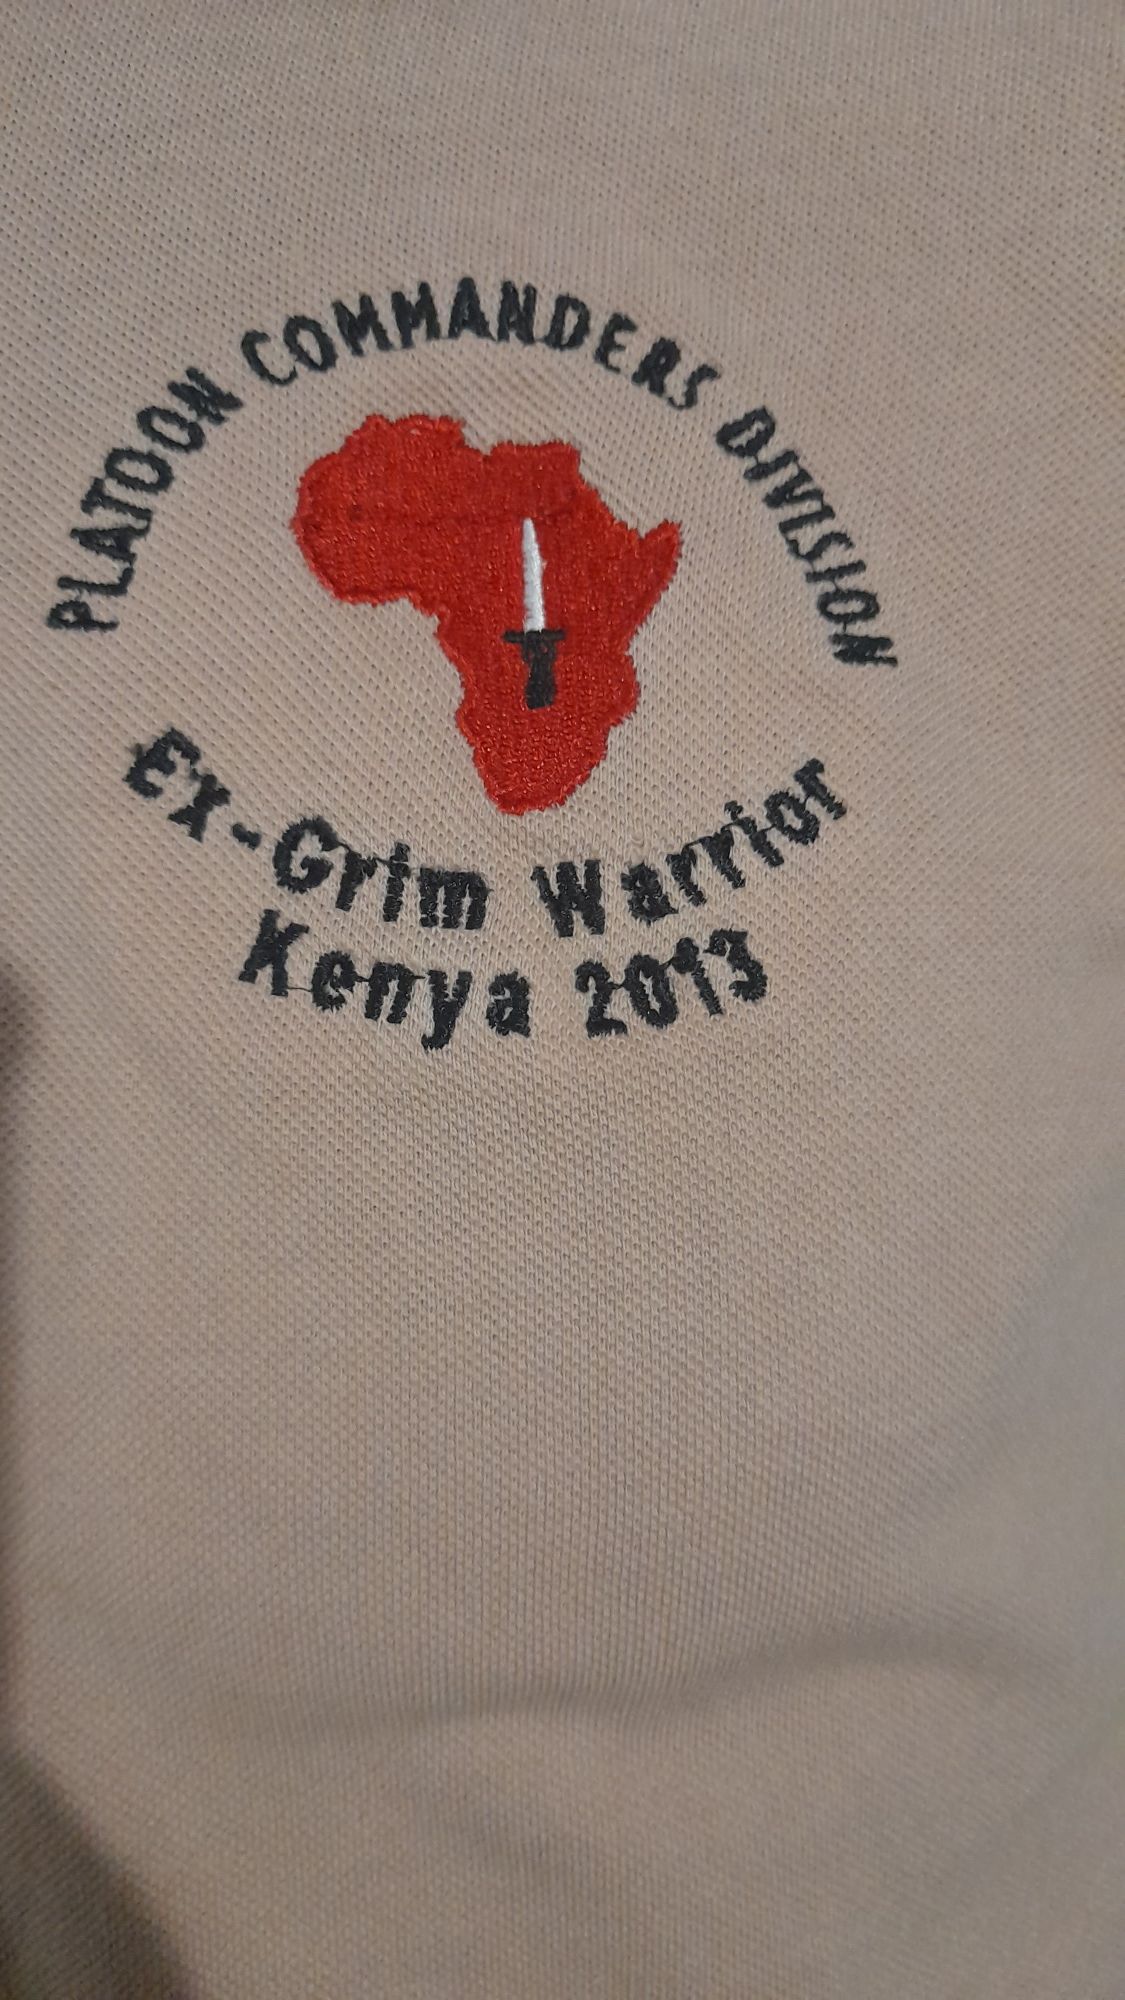 PLATOON COMMANDERS DIVISION
Ex-Grim Warrior
Kenya 2013